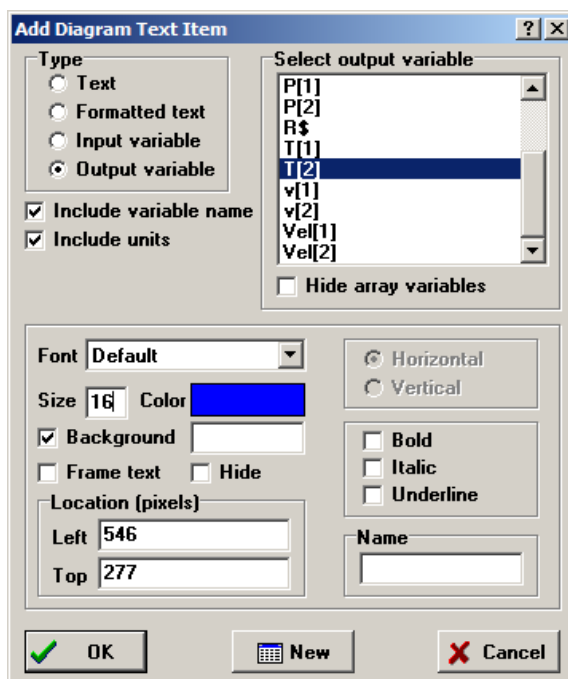 Add Diagram Text Item
Type
Text
Formatted text
Input variable
Output variable
Include variable name
Include units
Select output variable
P[1]
P[2]
R$
T[1]
T[2]
v[1]
v[2]
Vel[1]
Vel[2]
Hide array variables
Font Default
Size 16 Color
Background
Frame text Hide
Location (pixels)
Left 546
Top 277
Horizontal
Vertical
Bold
Italic
Underline
Name
OK New Cancel